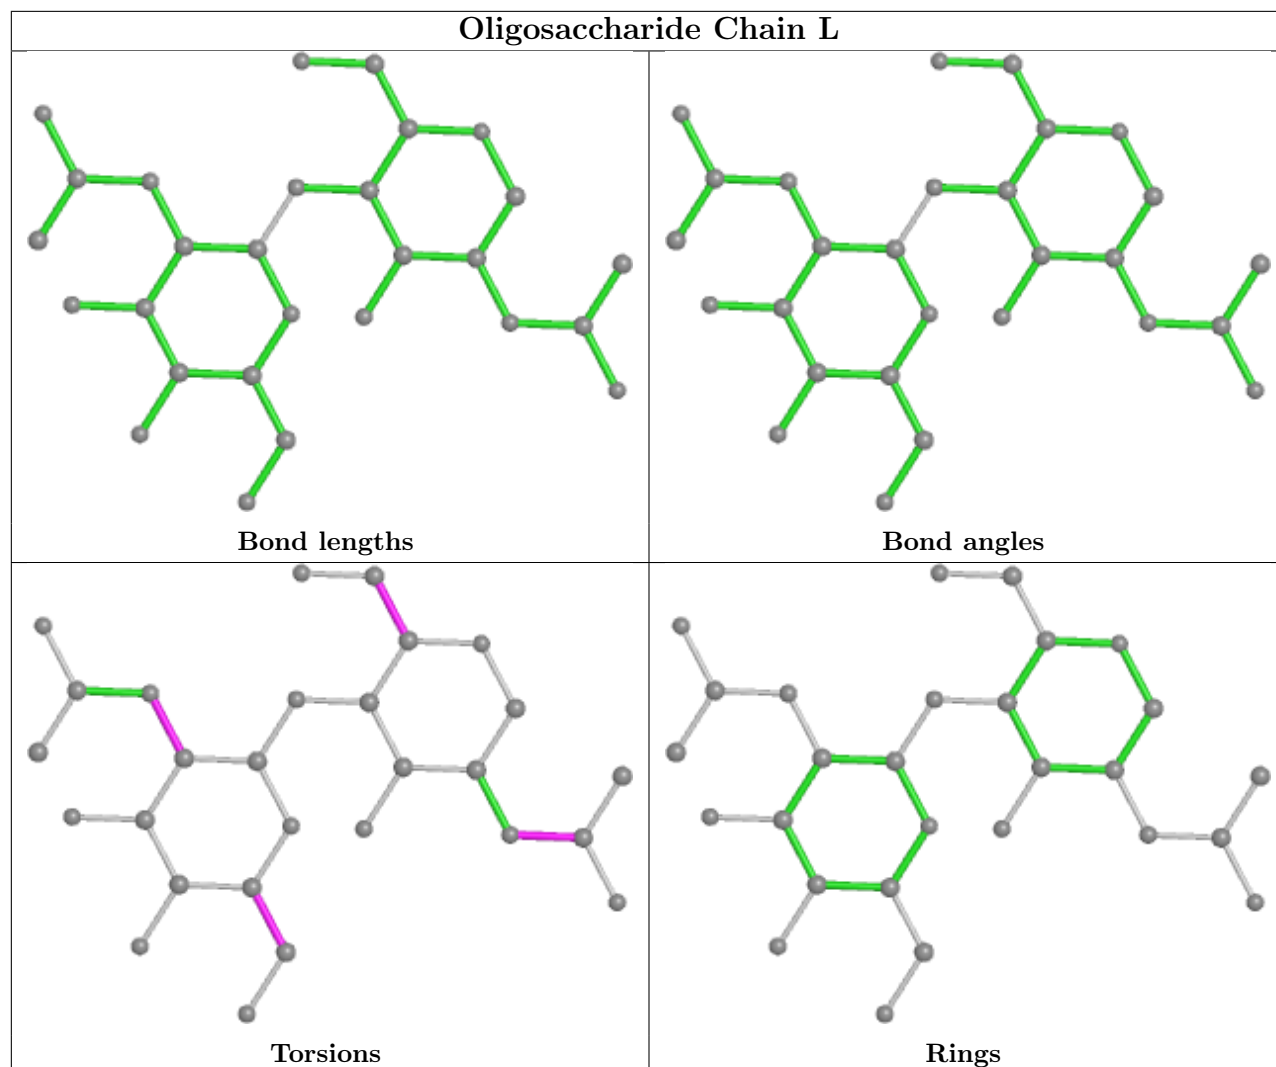 Oligosaccharide Chain L
Bond lengths
Bond angles
Torsions
Rings